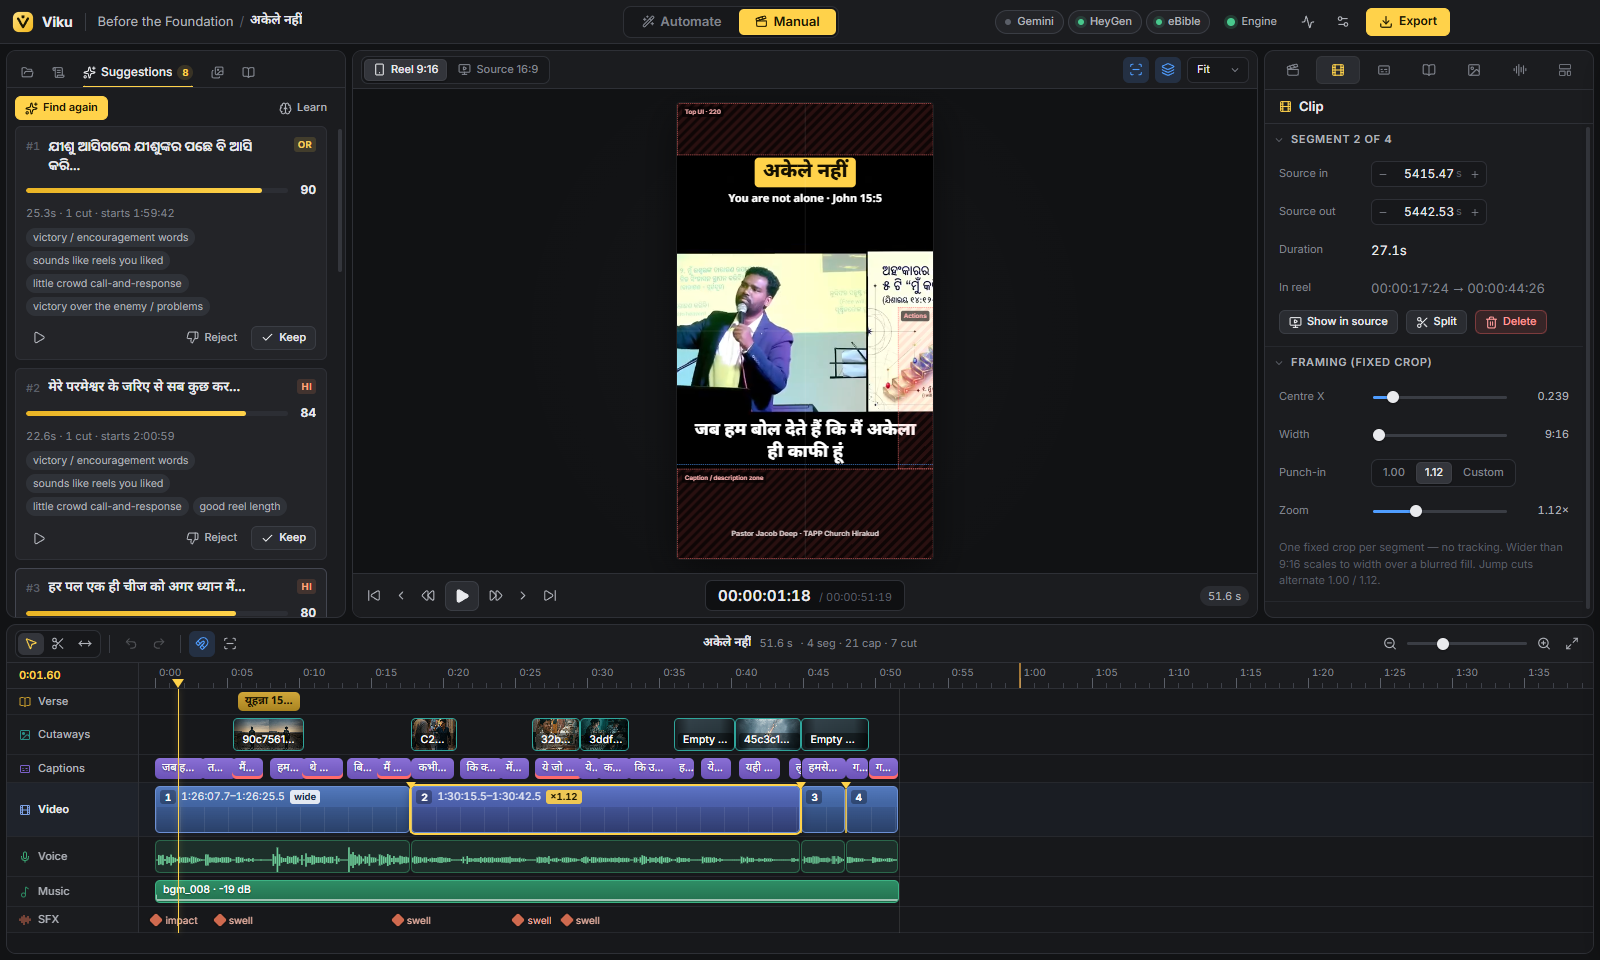 Viku
Before the Foundation / अकेले नहीं
Automate
Manual
Gemini
HeyGen
eBible
Engine
Export
Suggestions 8
Find again
Learn
#1 ଯୀଶୁ ଆସିଗଲେ ଯୀଶୁଙ୍କର ପଛେ ବି ଆସି
କରି...
OR
90
25.3s · 1 cut · starts 1:59:42
victory / encouragement words
sounds like reels you liked
little crowd call-and-response
victory over the enemy / problems
Reject
Keep
#2 मेरे परमेश्वर के जरिए से सब कुछ कर...
HI
84
22.6s · 1 cut · starts 2:00:59
victory / encouragement words
sounds like reels you liked
little crowd call-and-response
good reel length
Reject
Keep
#3 हर पल एक ही चीज को अगर ध्यान में...
HI
80
Reel 9:16
Source 16:9
Fit
Top UI · 220
अकेले नहीं
You are not alone · John 15:5
ଅହଂକାରର
Actions
जब हम बोल देते हैं कि मैं अकेला
ही काफी हूं
Caption / description zone
Pastor Jacob Deep · TAPP Church Hirakud
00:00:01:18 / 00:00:51:19
51.6 s
Clip
SEGMENT 2 OF 4
Source in
− 5415.47 s +
Source out
− 5442.53 s +
Duration
27.1s
In reel
00:00:17:24 → 00:00:44:26
Show in source
Split
Delete
FRAMING (FIXED CROP)
Centre X
0.239
Width
9:16
Punch-in
1.00
1.12
Custom
Zoom
1.12×
One fixed crop per segment — no tracking. Wider than
9:16 scales to width over a blurred fill. Jump cuts
alternate 1.00 / 1.12.
अकेले नहीं 51.6 s · 4 seg · 21 cap · 7 cut
0:01.60
0:00 0:05 0:10 0:15 0:20 0:25 0:30 0:35 0:40 0:45 0:50 0:55 1:00 1:05 1:10 1:15 1:20 1:25 1:30 1:35
Verse
यूहन्ना 15...
Cutaways
90c7561...
C2...
32b...
3ddf...
Empty ...
45c3c1...
Empty ...
Captions
जब ह... त... मैं... हम... थे ... बि... मैं ... कभी... कि क... में... ये जो ... ये.. क... कि उ... ह... ये... यही ... हमसे... ग... ग...
Video
1 1:26:07.7–1:26:25.5 wide
2 1:30:15.5–1:30:42.5 ×1.12
3
4
Voice
Music
bgm_008 · -19 dB
SFX
impact
swell
swell
swell
swell